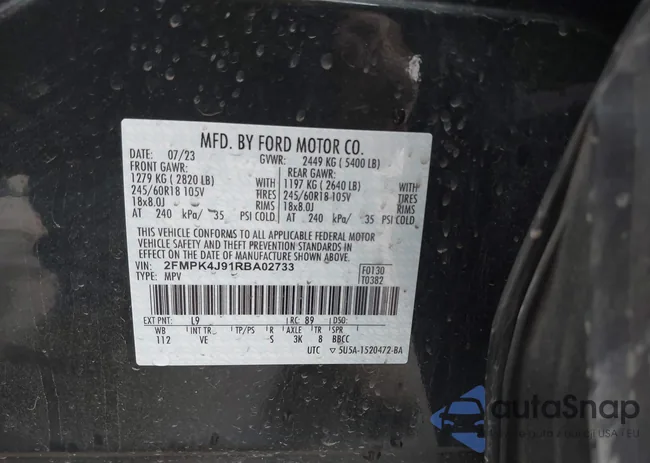 MFD. BY FORD MOTOR CO.
DATE: 07/23 GVWR: 2449 KG ( 5400 LB)
FRONT GAWR: REAR GAWR:
1279 KG ( 2820 LB) WITH 1197 KG ( 2640 LB) WITH
245/60R18 105V TIRES 245/60R18 105V TIRES
18x8.0J RIMS 18x8.0J RIMS
AT 240 kPa/ 35 PSI COLD AT 240 kPa/ 35 PSI COLD
THIS VEHICLE CONFORMS TO ALL APPLICABLE FEDERAL MOTOR
VEHICLE SAFETY AND THEFT PREVENTION STANDARDS IN
EFFECT ON THE DATE OF MANUFACTURE SHOWN ABOVE.
VIN: 2FMPK4J91RBA02733 F0130
TYPE: MPV T0382
EXT PNT: L9 RC: 89 DSO:
WB INT TR TP/PS R AXLE TR SPR
112 VE -S 3K 8 BBCC
UTC ▽ 5U5A-1520472-BA
autoSnap
USA EU